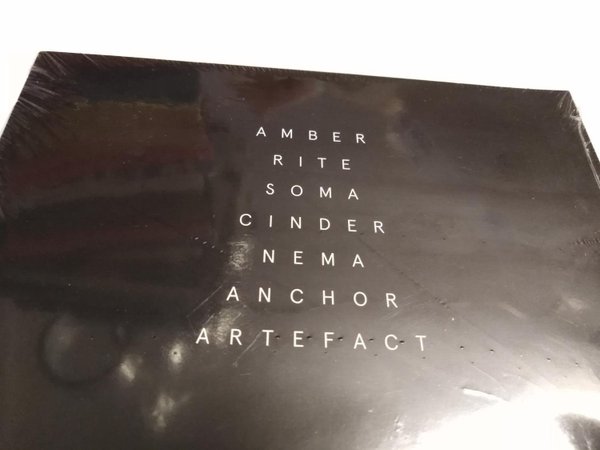 AMBER
RITE
SOMA
CINDER
NEMA
ANCHOR
ARTEFACT